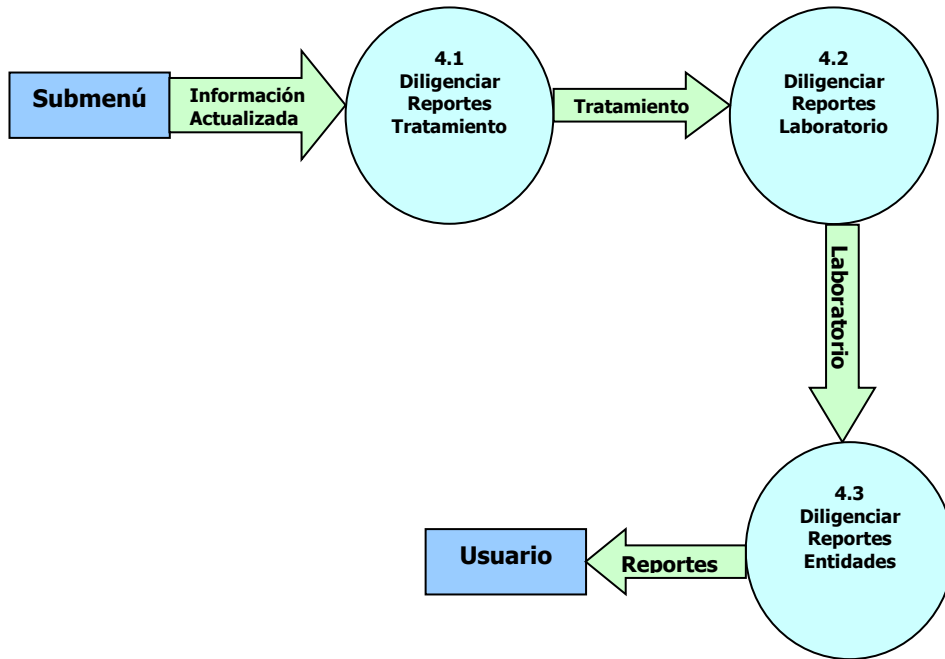 Submenú
Información
Actualizada
4.1
Diligenciar
Reportes
Tratamiento
Tratamiento
4.2
Diligenciar
Reportes
Laboratorio
Laboratorio
4.3
Diligenciar
Reportes
Entidades
Reportes
Usuario